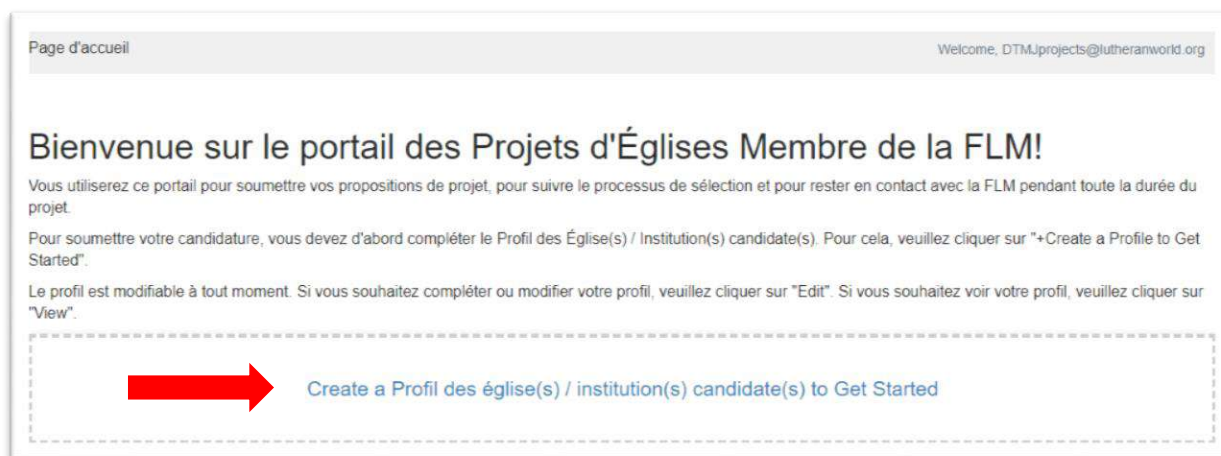 Page d'accueil
Welcome, DTMJprojects@lutheranworld.org
Bienvenue sur le portail des Projets d'Églises Membre de la FLM!
Vous utiliserez ce portail pour soumettre vos propositions de projet, pour suivre le processus de sélection et pour rester en contact avec la FLM pendant toute la durée du
projet.
Pour soumettre votre candidature, vous devez d'abord compléter le Profil des Église(s) / Institution(s) candidate(s). Pour cela, veuillez cliquer sur "+Create a Profile to Get
Started".
Le profil est modifiable à tout moment. Si vous souhaitez compléter ou modifier votre profil, veuillez cliquer sur "Edit". Si vous souhaitez voir votre profil, veuillez cliquer sur
"View".
Create a Profil des église(s) / institution(s) candidate(s) to Get Started